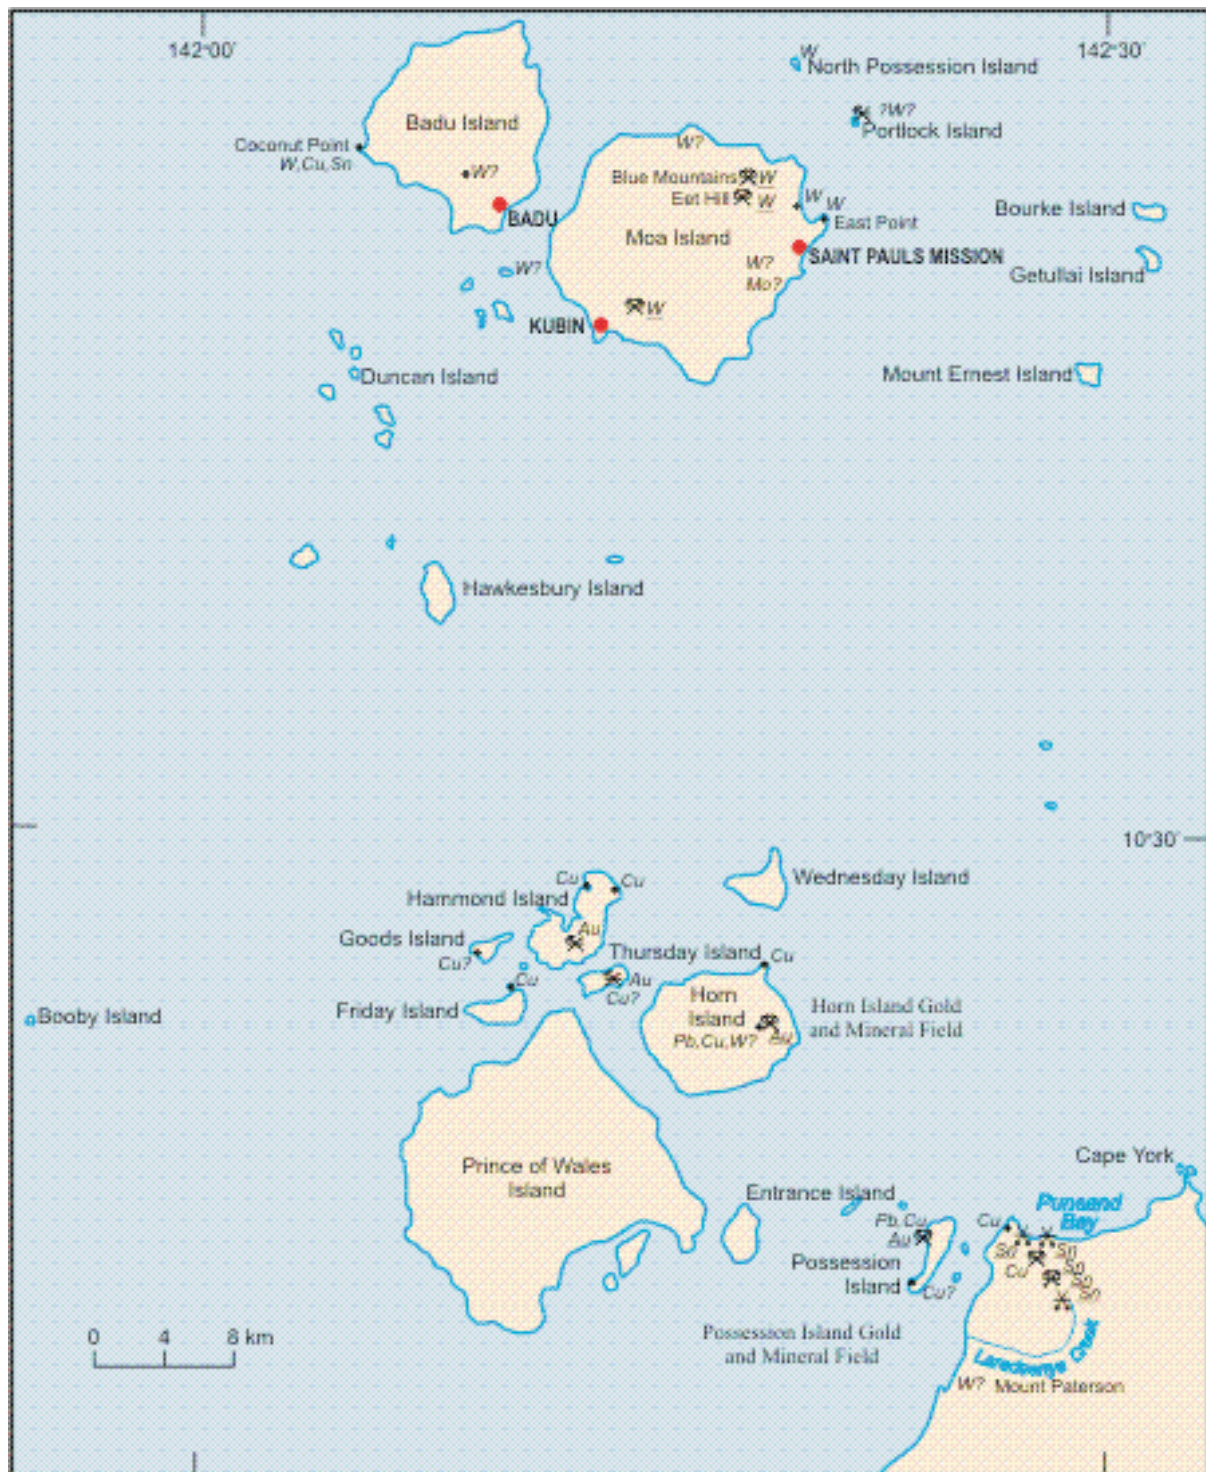 142°00'
142°30'
W
North Possession Island
?W?
Portlock Island
Badu Island
Coconut Point
W,Cu,Sn
W?
BADU
W?
Blue Mountains
W
Eet Hill
W
W
W
East Point
Bourke Island
Moa Island
SAINT PAULS MISSION
Getullai Island
W?
W?
Mo?
W
KUBIN
Duncan Island
Mount Ernest Island
Hawkesbury Island
10°30'
Cu
Cu
Wednesday Island
Hammond Island
Au
Goods Island
Cu?
Thursday Island
Cu
Cu
Au
Cu?
Friday Island
Booby Island
Horn
Island
Pb,Cu,W?
Au
Horn Island Gold
and Mineral Field
Prince of Wales
Island
Cape York
Entrance Island
Punsand
Bay
Pb,Cu
Au
Cu
Sn
Sn
Cu
Sn
Sn
Sn
Possession
Island
Cu?
0 4 8 km
Possession Island Gold
and Mineral Field
Creek
W?
Mount Paterson